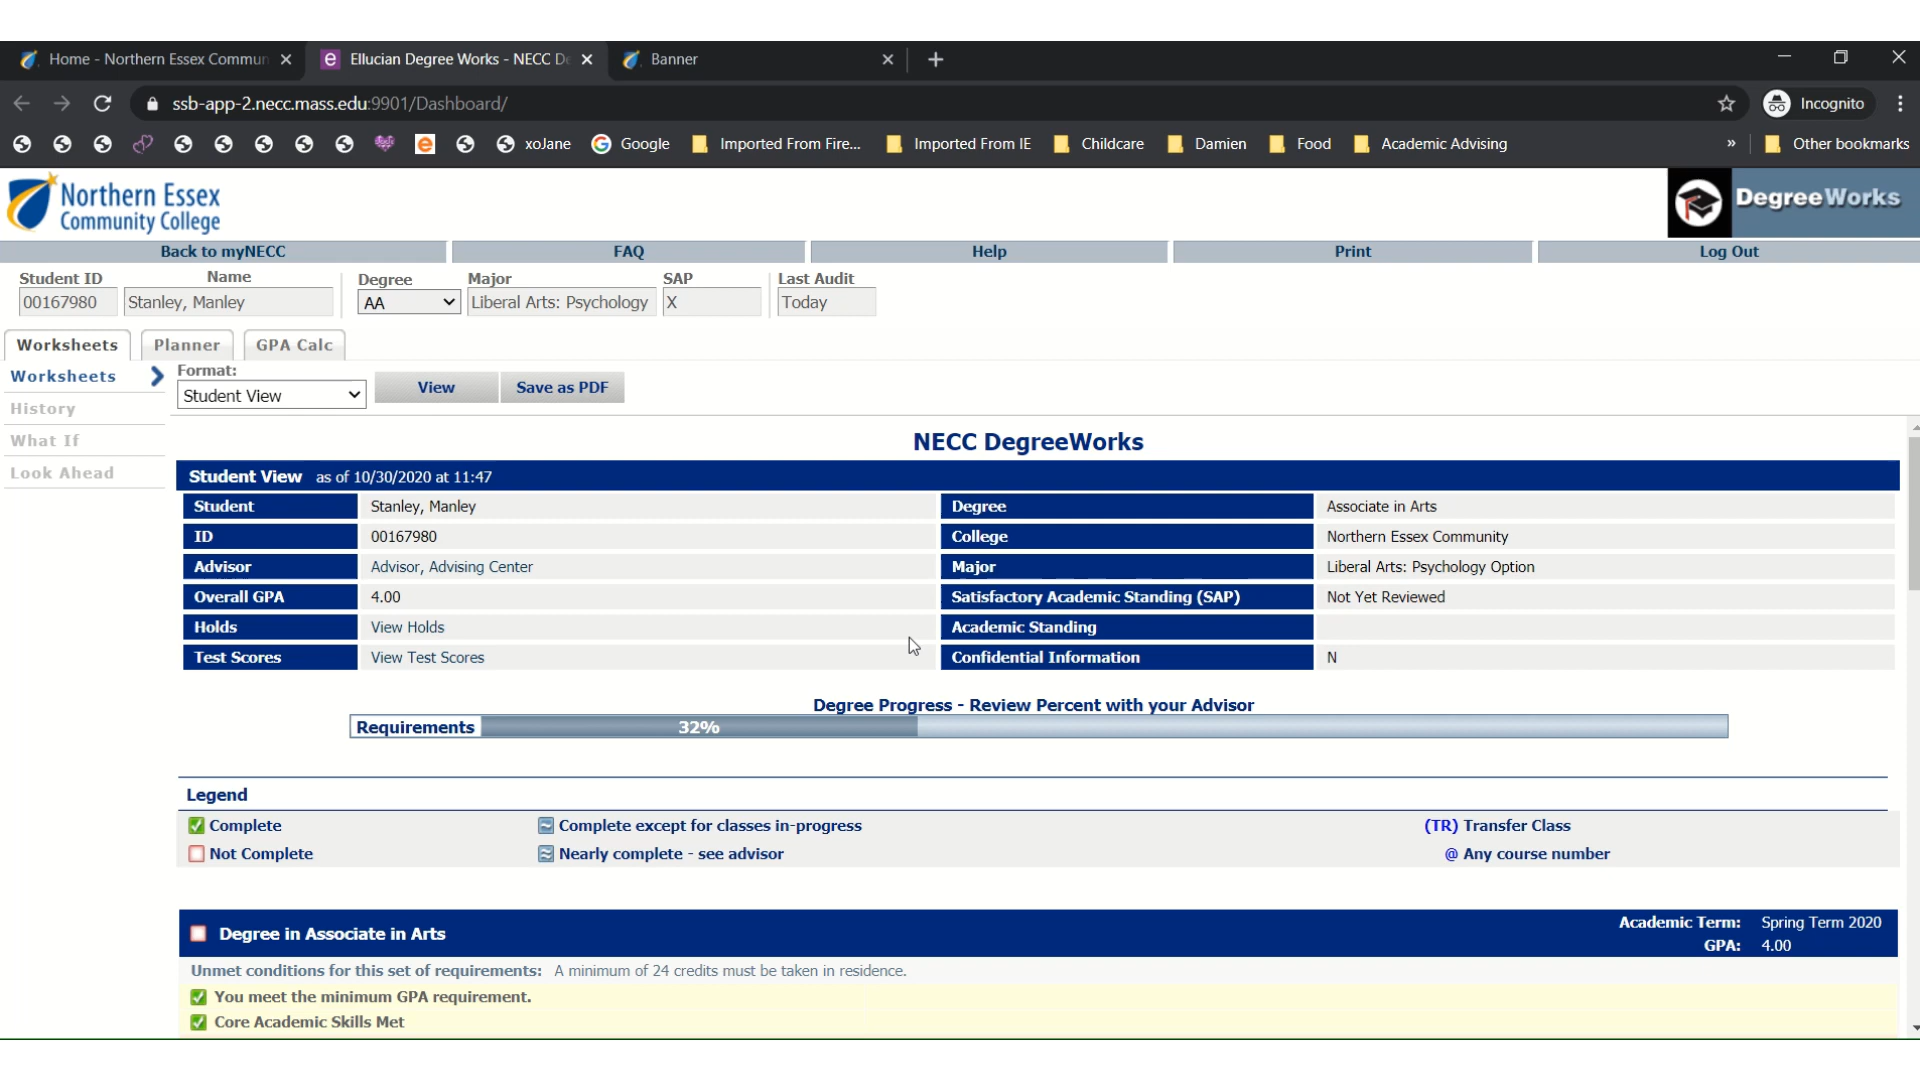 Home - Northern Essex Commun
Ellucian Degree Works - NECC De
Banner
ssb-app-2.necc.mass.edu:9901/Dashboard/
Incognito
xoJane
Google
Imported From Fire...
Imported From IE
Childcare
Damien
Food
Academic Advising
»
Other bookmarks
Northern Essex
Community College
DegreeWorks
Back to myNECC
FAQ
Help
Print
Log Out
Student ID Name Degree Major SAP Last Audit
00167980 Stanley, Manley AA Liberal Arts: Psychology X Today
Worksheets Planner GPA Calc
Worksheets
History
What If
Look Ahead
Format:
Student View
View
Save as PDF
NECC DegreeWorks
Student View as of 10/30/2020 at 11:47
Student Stanley, Manley Degree Associate in Arts
ID 00167980 College Northern Essex Community
Advisor Advisor, Advising Center Major Liberal Arts: Psychology Option
Overall GPA 4.00 Satisfactory Academic Standing (SAP) Not Yet Reviewed
Holds View Holds Academic Standing
Test Scores View Test Scores Confidential Information N
Degree Progress - Review Percent with your Advisor
Requirements 32%
Legend
Complete Complete except for classes in-progress (TR) Transfer Class
Not Complete Nearly complete - see advisor @ Any course number
Degree in Associate in Arts
Academic Term: Spring Term 2020
GPA: 4.00
Unmet conditions for this set of requirements: A minimum of 24 credits must be taken in residence.
You meet the minimum GPA requirement.
Core Academic Skills Met